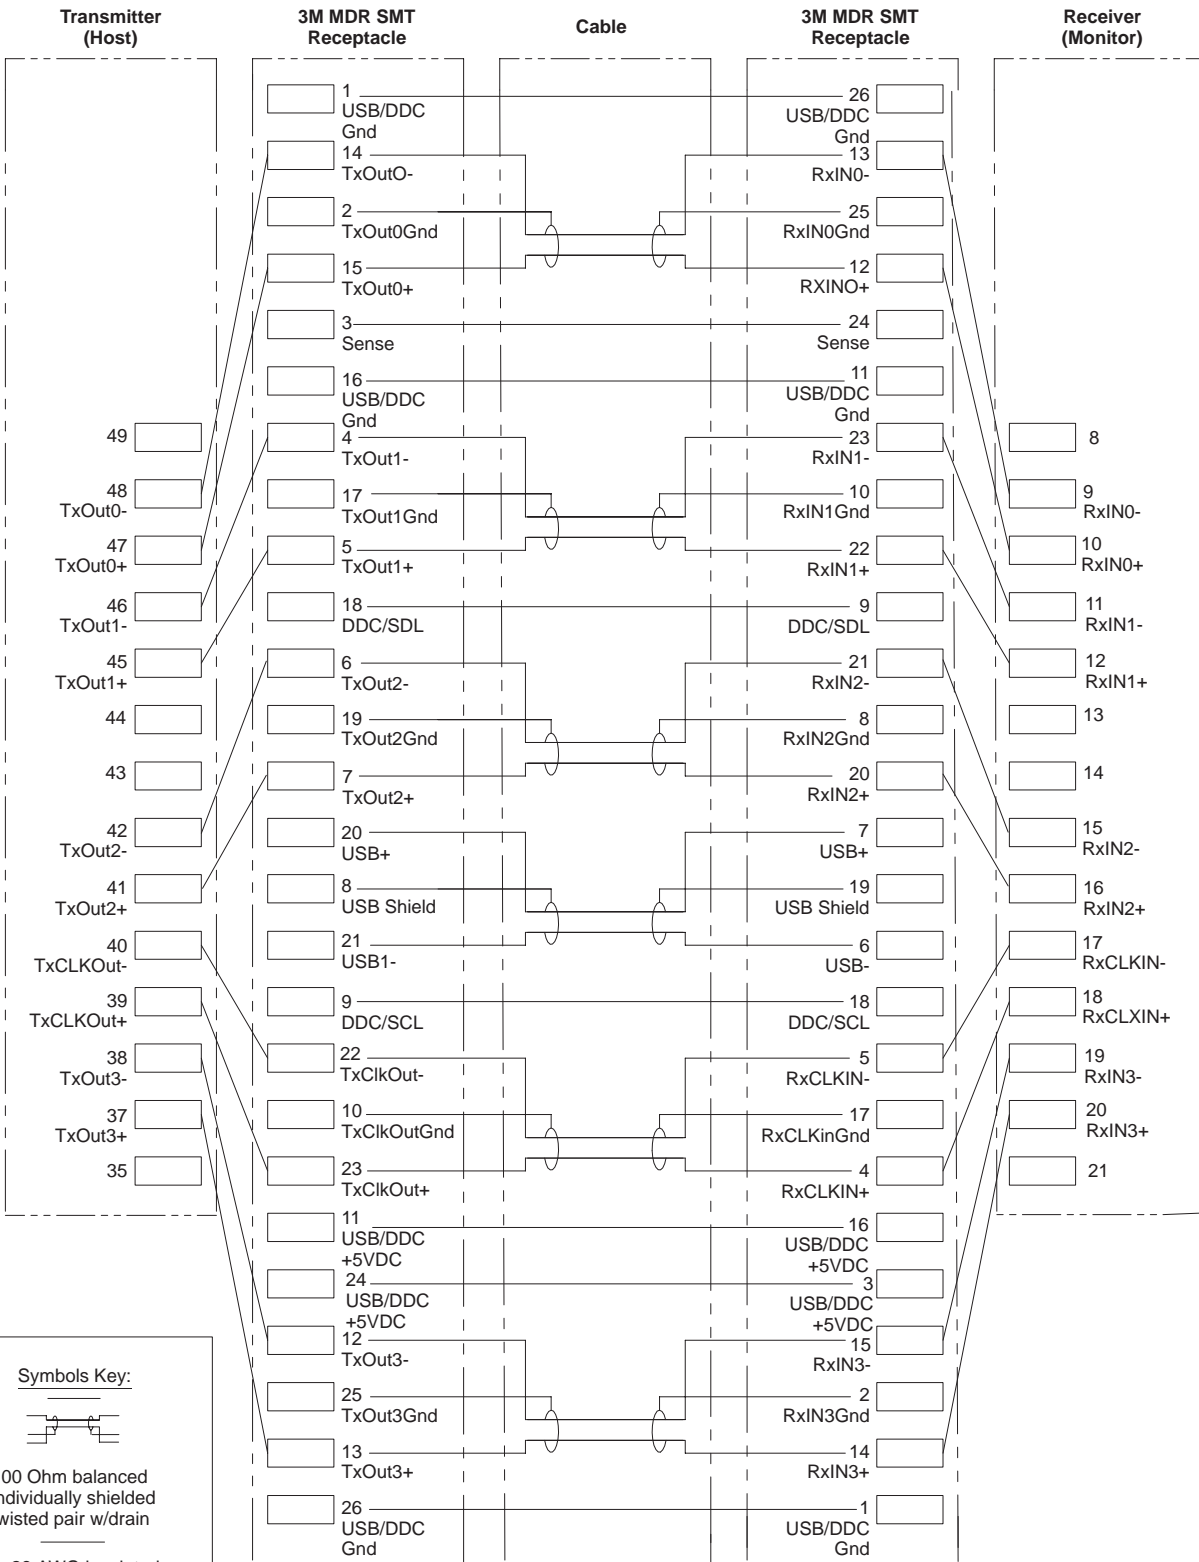 Transmitter
(Host)
3M MDR SMT
Receptacle
Cable
3M MDR SMT
Receptacle
Receiver
(Monitor)
1
USB/DDC
Gnd
14
TxOutO-
2
TxOut0Gnd
15
TxOut0+
3
Sense
16
USB/DDC
Gnd
4
TxOut1-
17
TxOut1Gnd
5
TxOut1+
18
DDC/SDL
6
TxOut2-
19
TxOut2Gnd
7
TxOut2+
20
USB+
8
USB Shield
21
USB1-
9
DDC/SCL
22
TxClkOut-
10
TxClkOutGnd
23
TxClkOut+
11
USB/DDC
+5VDC
24
USB/DDC
+5VDC
12
TxOut3-
25
TxOut3Gnd
13
TxOut3+
26
USB/DDC
Gnd
26
USB/DDC
Gnd
13
RxIN0-
25
RxIN0Gnd
12
RXINO+
24
Sense
11
USB/DDC
Gnd
23
RxIN1-
10
RxIN1Gnd
22
RxIN1+
9
DDC/SDL
21
RxIN2-
8
RxIN2Gnd
20
RxIN2+
7
USB+
19
USB Shield
6
USB-
18
DDC/SCL
5
RxCLKIN-
17
RxCLKinGnd
4
RxCLKIN+
16
USB/DDC
+5VDC
3
USB/DDC
+5VDC
15
RxIN3-
2
RxIN3Gnd
14
RxIN3+
1
USB/DDC
Gnd
49
48
TxOut0-
47
TxOut0+
46
TxOut1-
45
TxOut1+
44
43
42
TxOut2-
41
TxOut2+
40
TxCLKOut-
39
TxCLKOut+
38
TxOut3-
37
TxOut3+
35
8
9
RxIN0-
10
RxIN0+
11
RxIN1-
12
RxIN1+
13
14
15
RxIN2-
16
RxIN2+
17
RxCLKIN-
18
RxCLXIN+
19
RxIN3-
20
RxIN3+
21
Symbols Key:
00 Ohm balanced
ndividually shielded
wisted pair w/drain